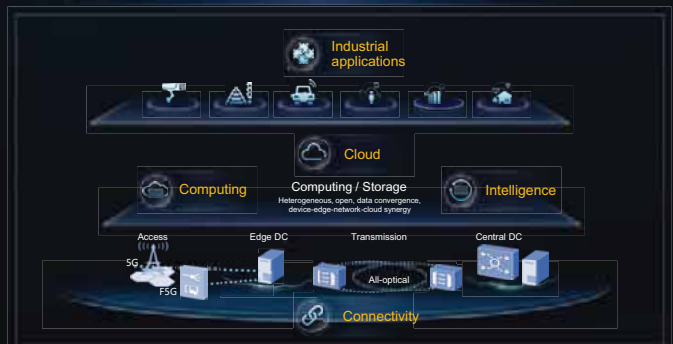 Industrial
applications
Cloud
Computing
Computing / Storage
Heterogeneous, open, data convergence,
device-edge-network-cloud synergy
Intelligence
Access
Edge DC
Transmission
Central DC
5G
F5G
All-optical
Connectivity